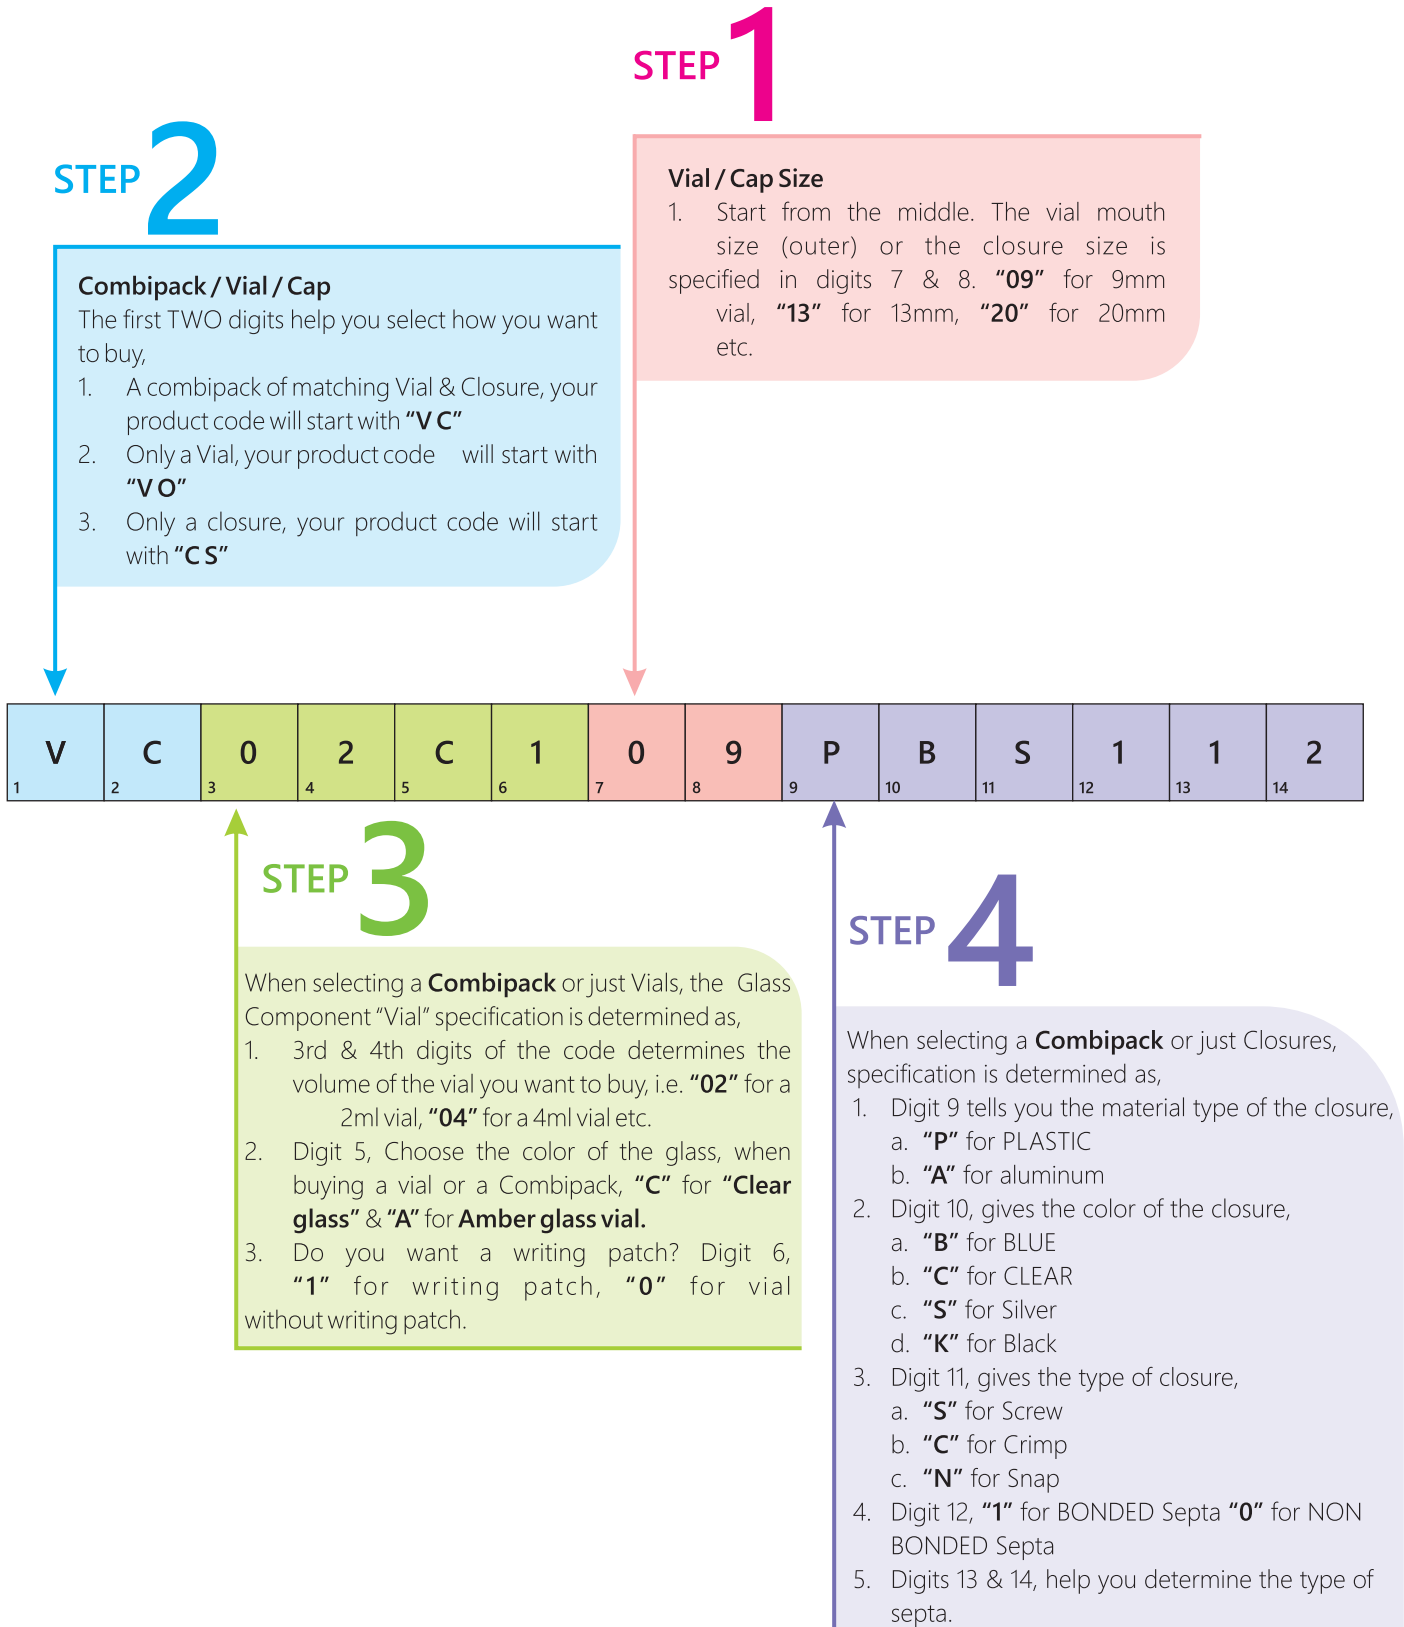 STEP 1
Vial / Cap Size
1. Start from the middle. The vial mouth
size (outer) or the closure size is
specified in digits 7 & 8. “09” for 9mm
vial, “13” for 13mm, “20” for 20mm
etc.
STEP 2
Combipack / Vial / Cap
The first TWO digits help you select how you want
to buy,
1. A combipack of matching Vial & Closure, your
product code will start with “V C”
2. Only a Vial, your product code will start with
“V O”
3. Only a closure, your product code will start
with “C S”
V C 0 2 C 1 0 9 P B S 1 1 2
1 2 3 4 5 6 7 8 9 10 11 12 13 14
STEP 3
When selecting a Combipack or just Vials, the Glass
Component “Vial” specification is determined as,
1. 3rd & 4th digits of the code determines the
volume of the vial you want to buy, i.e. “02” for a
2ml vial, “04” for a 4ml vial etc.
2. Digit 5, Choose the color of the glass, when
buying a vial or a Combipack, “C” for “Clear
glass” & “A” for Amber glass vial.
3. Do you want a writing patch? Digit 6,
“1” for writing patch, “0” for vial
without writing patch.
STEP 4
When selecting a Combipack or just Closures,
specification is determined as,
1. Digit 9 tells you the material type of the closure,
a. “P” for PLASTIC
b. “A” for aluminum
2. Digit 10, gives the color of the closure,
a. “B” for BLUE
b. “C” for CLEAR
c. “S” for Silver
d. “K” for Black
3. Digit 11, gives the type of closure,
a. “S” for Screw
b. “C” for Crimp
c. “N” for Snap
4. Digit 12, “1” for BONDED Septa “0” for NON
BONDED Septa
5. Digits 13 & 14, help you determine the type of
septa.